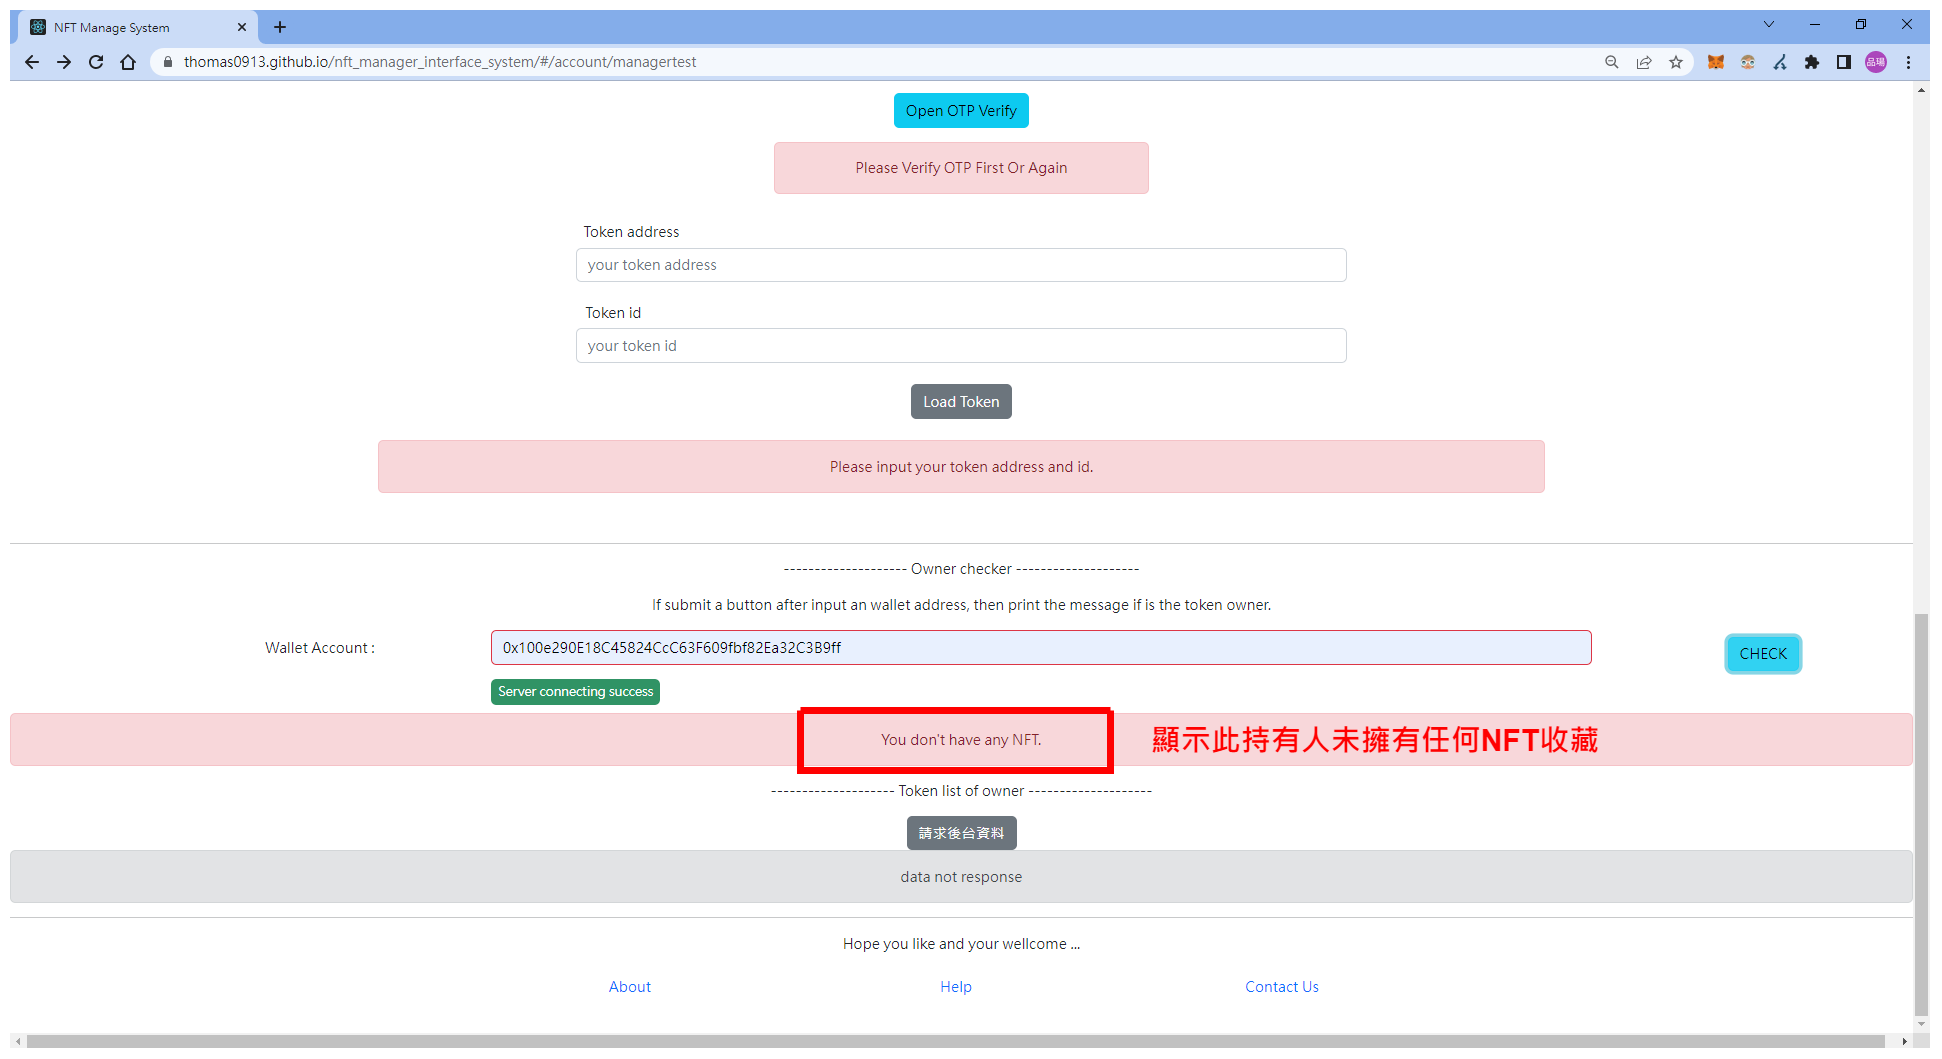 NFT Manage System
thomas0913.github.io/nft_manager_interface_system/#/account/managertest
品瑒
Open OTP Verify
Please Verify OTP First Or Again
Token address
your token address
Token id
your token id
Load Token
Please input your token address and id.
-------------------- Owner checker --------------------
If submit a button after input an wallet address, then print the message if is the token owner.
Wallet Account :
0x100e290E18C45824CcC63F609fbf82Ea32C3B9ff
CHECK
Server connecting success
You don't have any NFT.
顯示此持有人未擁有任何NFT收藏
-------------------- Token list of owner --------------------
請求後台資料
data not response
Hope you like and your wellcome ...
About
Help
Contact Us